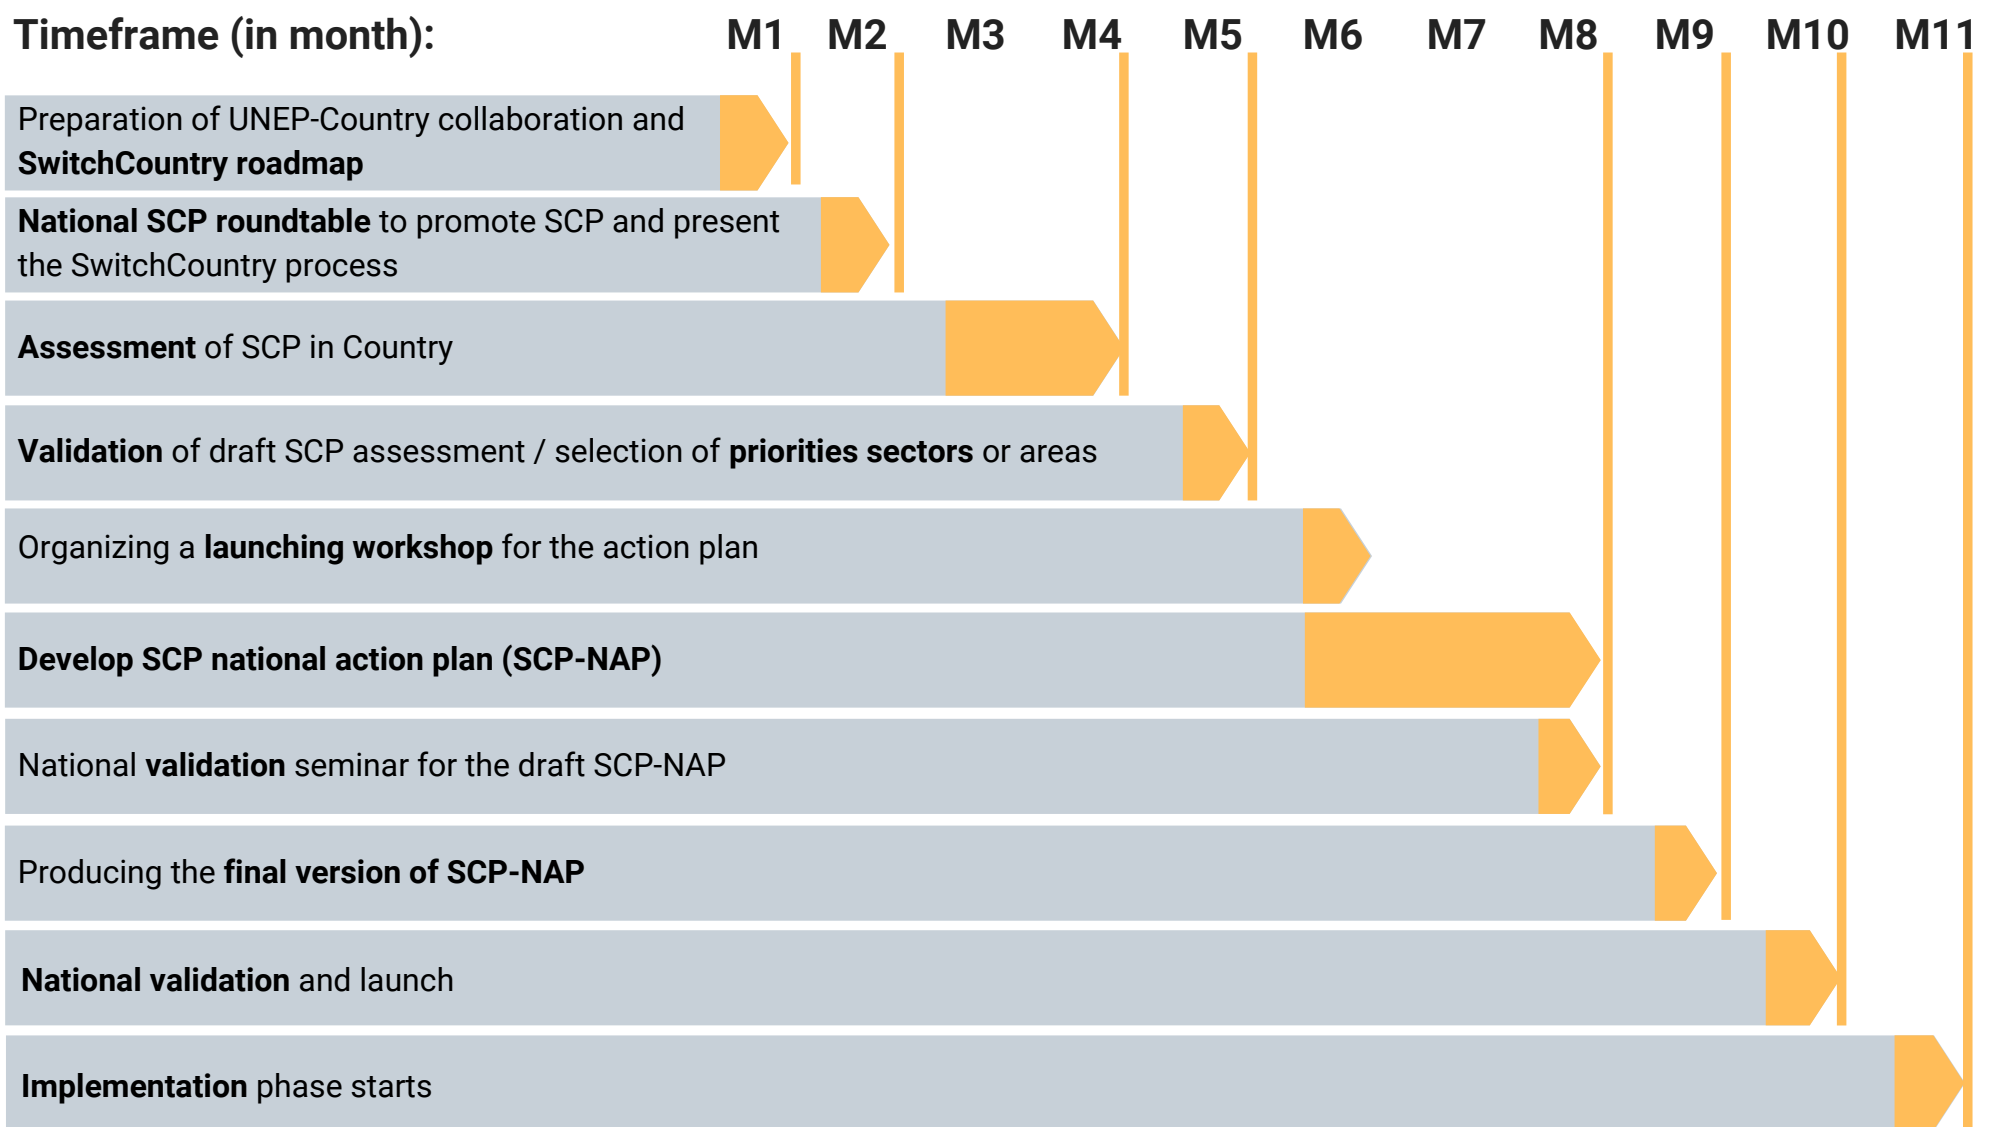 Timeframe (in month): M1 M2 M3 M4 M5 M6 M7 M8 M9 M10 M11
Preparation of UNEP-Country collaboration and
SwitchCountry roadmap
National SCP roundtable to promote SCP and present
the SwitchCountry process
Assessment of SCP in Country
Validation of draft SCP assessment / selection of priorities sectors or areas
Organizing a launching workshop for the action plan
Develop SCP national action plan (SCP-NAP)
National validation seminar for the draft SCP-NAP
Producing the final version of SCP-NAP
National validation and launch
Implementation phase starts